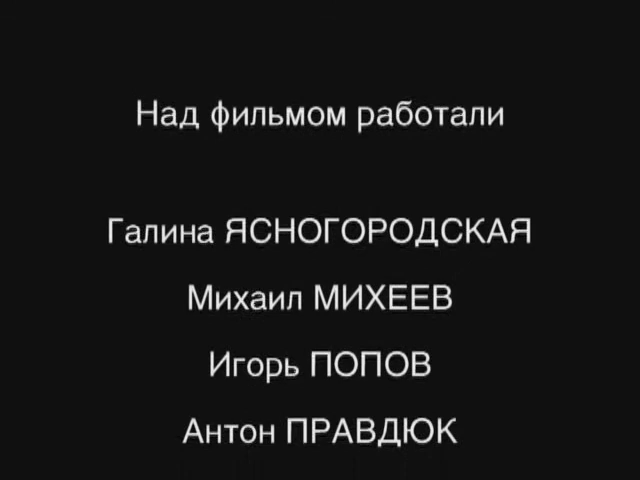 Над фильмом работали
Галина ЯСНОГОРОДСКАЯ
Михаил МИХЕЕВ
Игорь ПОПОВ
Антон ПРАВДЮК